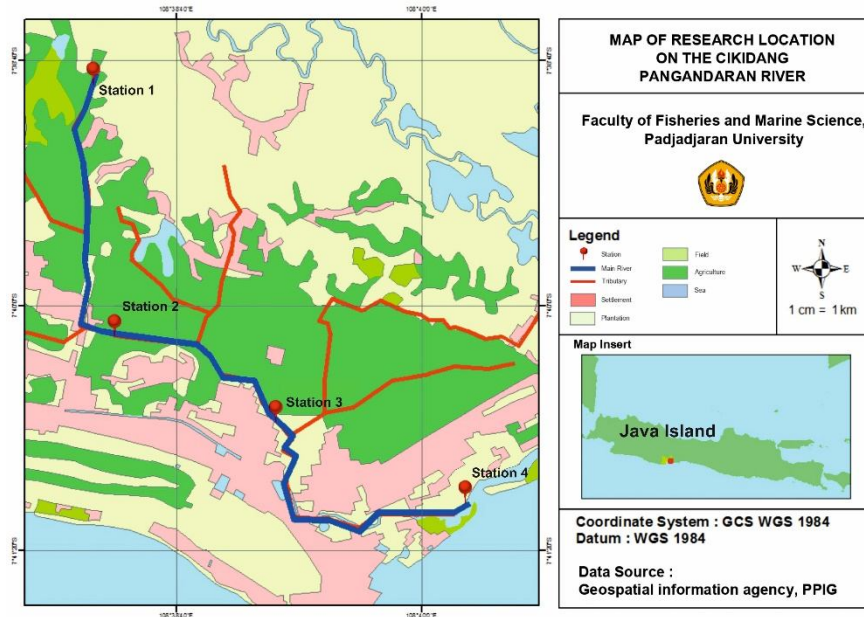 Station 1
Station 2
Station 3
Station 4
MAP OF RESEARCH LOCATION
ON THE CIKIDANG
PANGANDARAN RIVER
Faculty of Fisheries and Marine Science,
Padjadjaran University
Legend
Station
Main River
Tributary
Settlement
Plantation
Field
Agriculture
Sea
N
W E
S
1 cm = 1 km
Map Insert
Java Island
Coordinate System : GCS WGS 1984
Datum : WGS 1984
Data Source :
Geospatial information agency, PPIG